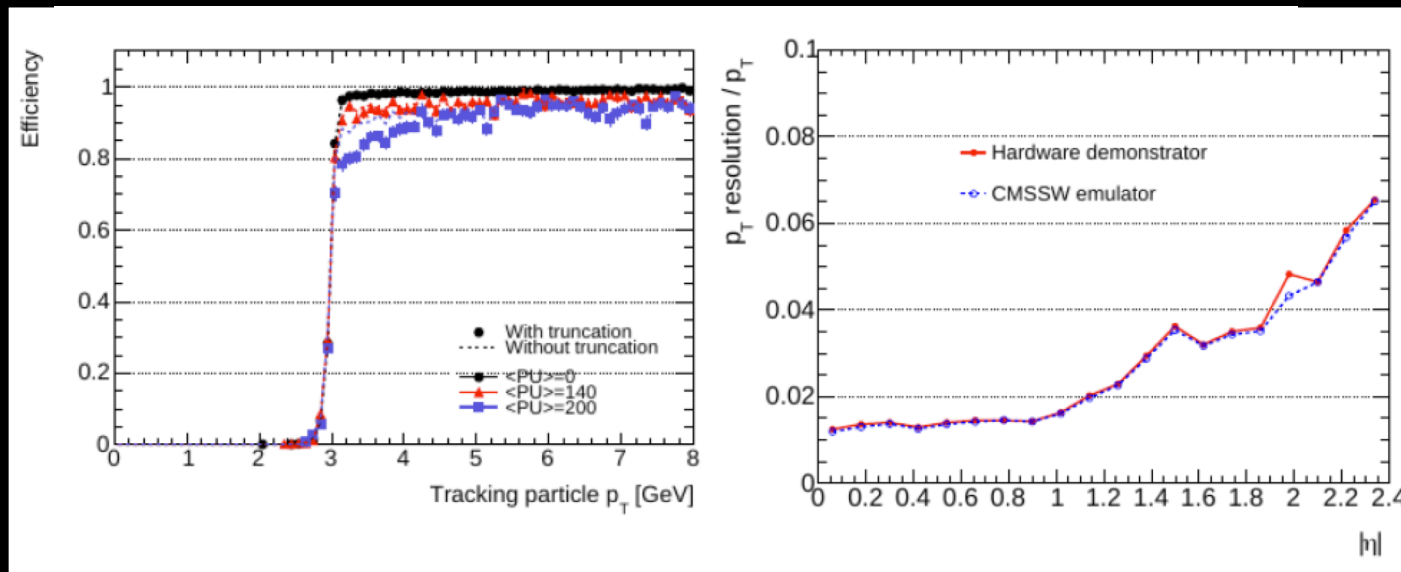 Efficiency
1
0.8
0.6
0.4
0.2
0
0 1 2 3 4 5 6 7 8
With truncation
Without truncation
<PU>=0
<PU>=140
<PU>=200
Tracking particle p_T [GeV]
p_T resolution / p_T
0.1
0.08
0.06
0.04
0.02
0
0 0.2 0.4 0.6 0.8 1 1.2 1.4 1.6 1.8 2 2.2 2.4
Hardware demonstrator
CMSSW emulator
|η|